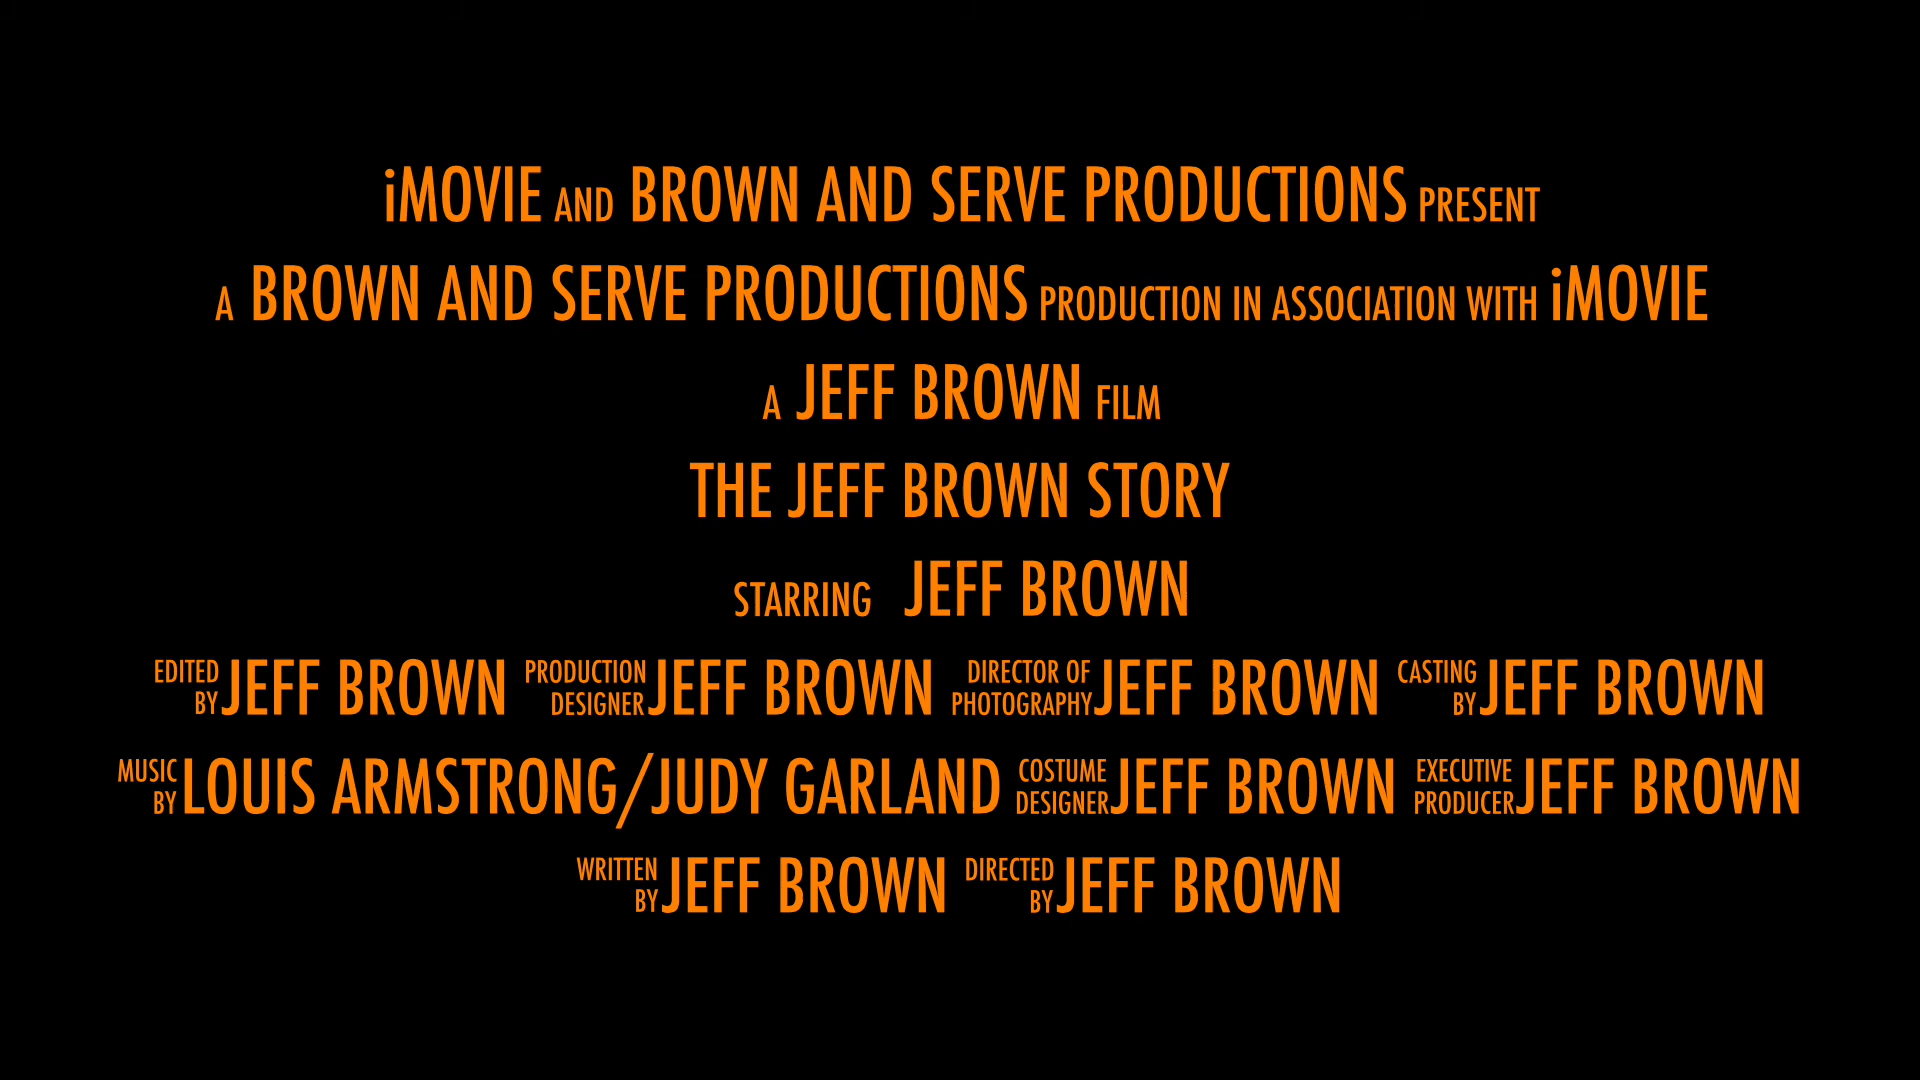 iMOVIE AND BROWN AND SERVE PRODUCTIONS PRESENT
A BROWN AND SERVE PRODUCTIONS PRODUCTION IN ASSOCIATION WITH iMOVIE
A JEFF BROWN FILM
THE JEFF BROWN STORY
STARRING JEFF BROWN
EDITED BY JEFF BROWN PRODUCTION DESIGNER JEFF BROWN DIRECTOR OF PHOTOGRAPHY JEFF BROWN CASTING BY JEFF BROWN
MUSIC BY LOUIS ARMSTRONG/JUDY GARLAND COSTUME DESIGNER JEFF BROWN EXECUTIVE PRODUCER JEFF BROWN
WRITTEN BY JEFF BROWN DIRECTED BY JEFF BROWN